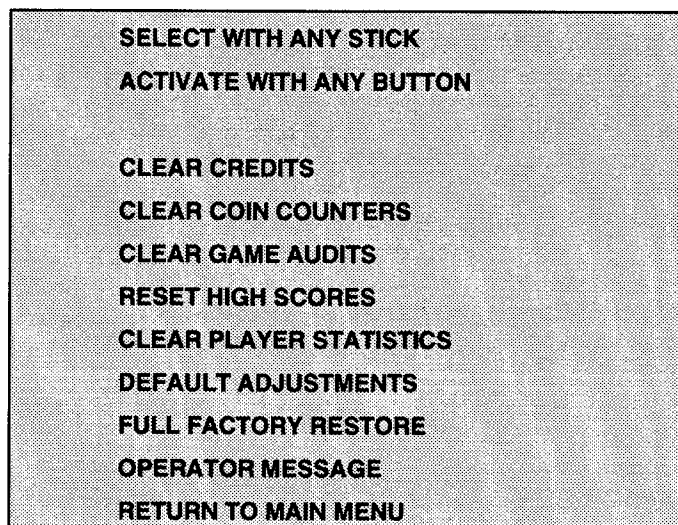 SELECT WITH ANY STICK
ACTIVATE WITH ANY BUTTON
CLEAR CREDITS
CLEAR COIN COUNTERS
CLEAR GAME AUDITS
RESET HIGH SCORES
CLEAR PLAYER STATISTICS
DEFAULT ADJUSTMENTS
FULL FACTORY RESTORE
OPERATOR MESSAGE
RETURN TO MAIN MENU